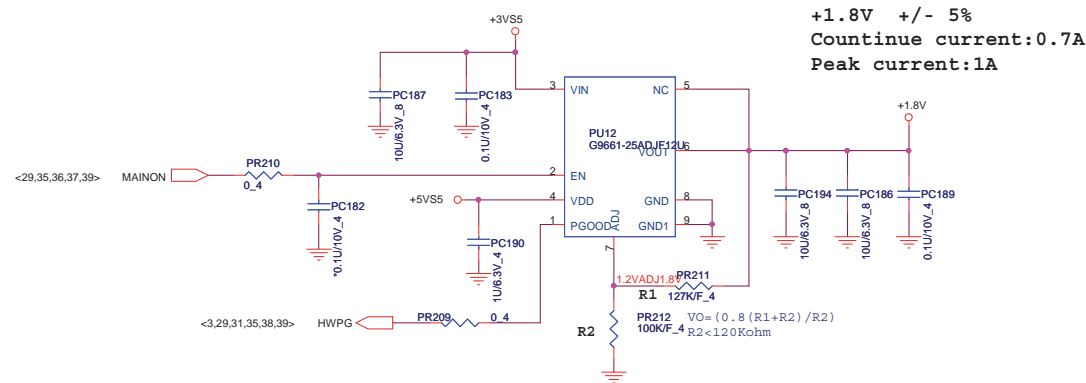 +1.8V +/- 5%
Countinue current:0.7A
Peak current:1A
+3VS5
+1.8V
PC187
10U/6.3V_8
PC183
0.1U/10V_4
3 VIN
NC 5
PU12
G9661-25ADJF12U
VOUT 6
PR210
0_4
<29,35,36,37,39> MAINON
2 EN
PC182
*0.1U/10V_4
+5VS5
4 VDD
GND 8
1 PGOOD
ADJ
GND1 9
7
PC190
1U/6.3V_4
PC194
10U/6.3V_8
PC186
10U/6.3V_8
PC189
0.1U/10V_4
1.2VADJ1.8V
PR211
R1
127K/F_4
<3,29,31,35,38,39> HWPG
PR209
0_4
R2
PR212
100K/F_4
VO=(0.8(R1+R2)/R2)
R2<120Kohm